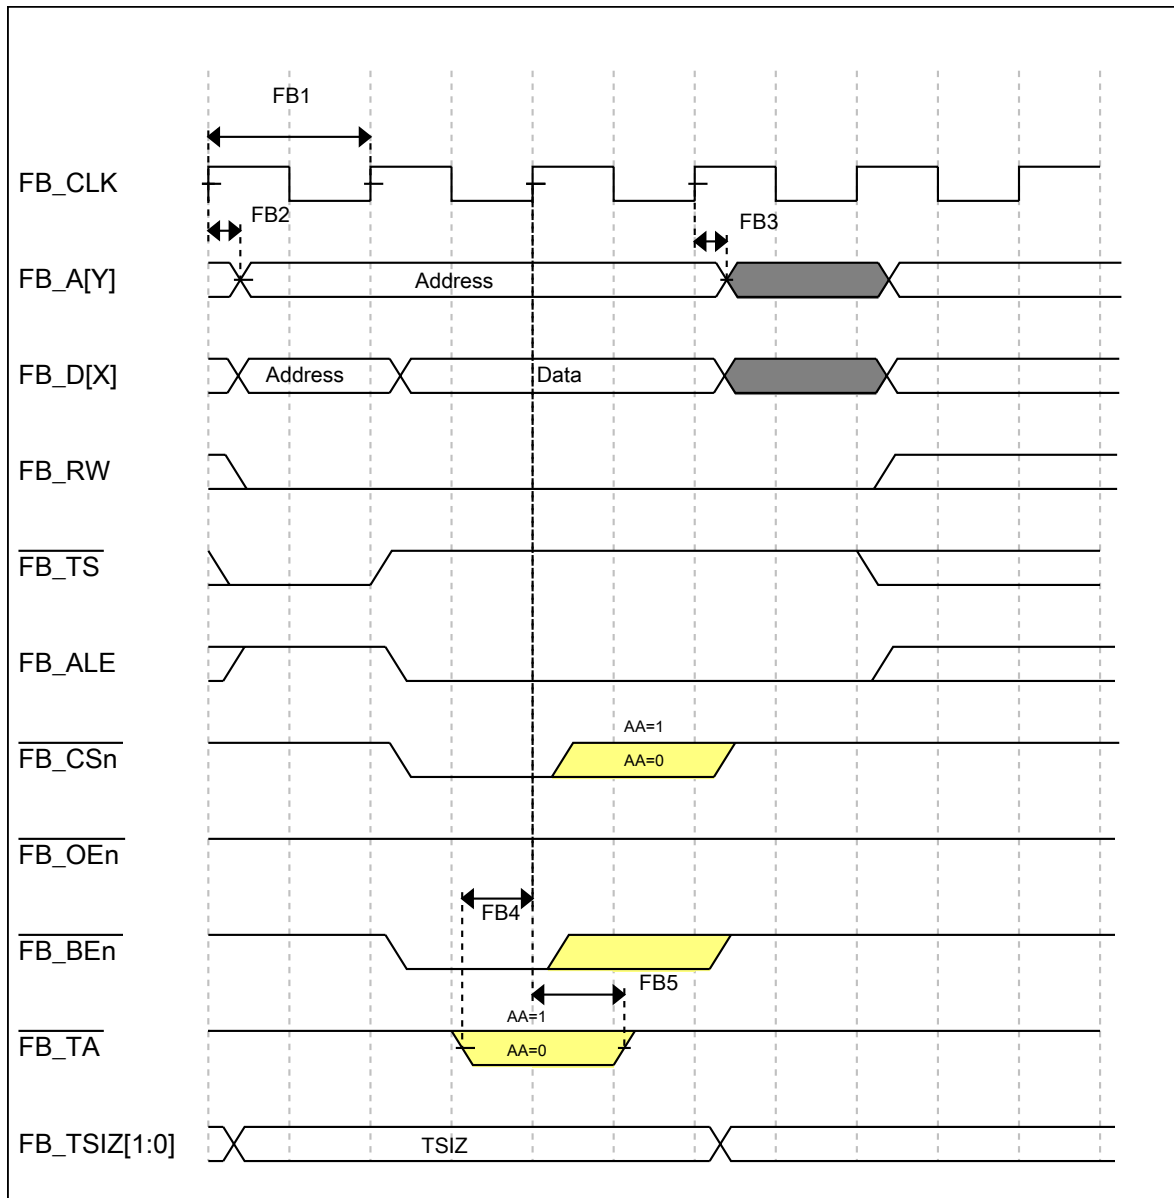 FB1
FB_CLK
FB2
FB3
FB_A[Y]
Address
FB_D[X]
Address
Data
FB_RW
FB_TS
FB_ALE
AA=1
FB_CSn
AA=0
FB_OEn
FB4
FB_BEn
FB5
AA=1
FB_TA
AA=0
FB_TSIZ[1:0]
TSIZ